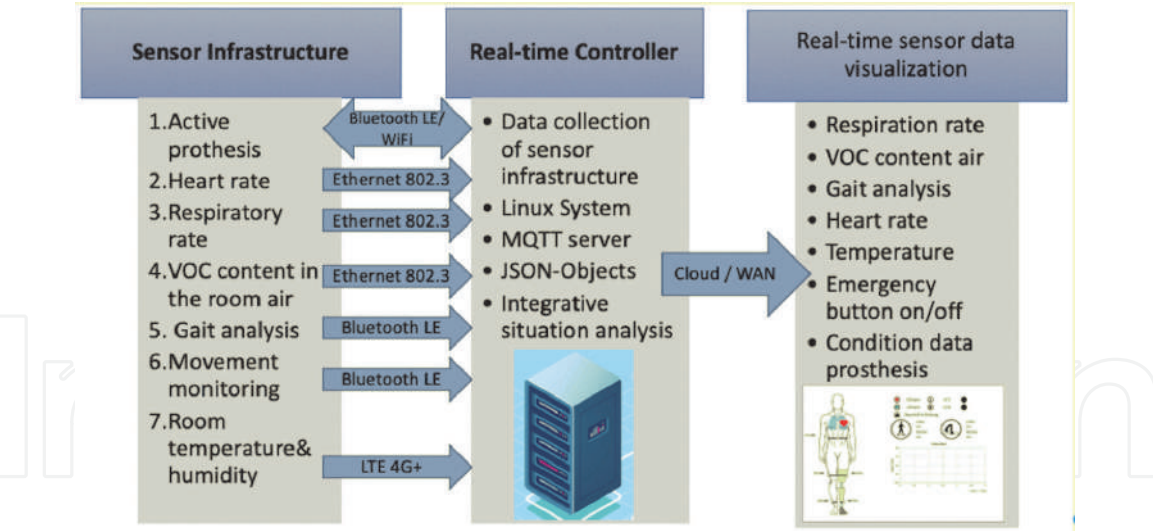 Sensor Infrastructure
1.Active
prothesis
2.Heart rate
3.Respiratory
rate
4.VOC content in
the room air
5. Gait analysis
6.Movement
monitoring
7.Room
temperature&
humidity
Bluetooth LE/
WiFi
Ethernet 802.3
Ethernet 802.3
Ethernet 802.3
Bluetooth LE
Bluetooth LE
LTE 4G+
Real-time Controller
• Data collection
of sensor
infrastructure
• Linux System
• MQTT server
• JSON-Objects
• Integrative
situation analysis
Cloud / WAN
Real-time sensor data
visualization
• Respiration rate
• VOC content air
• Gait analysis
• Heart rate
• Temperature
• Emergency
button on/off
• Condition data
prosthesis